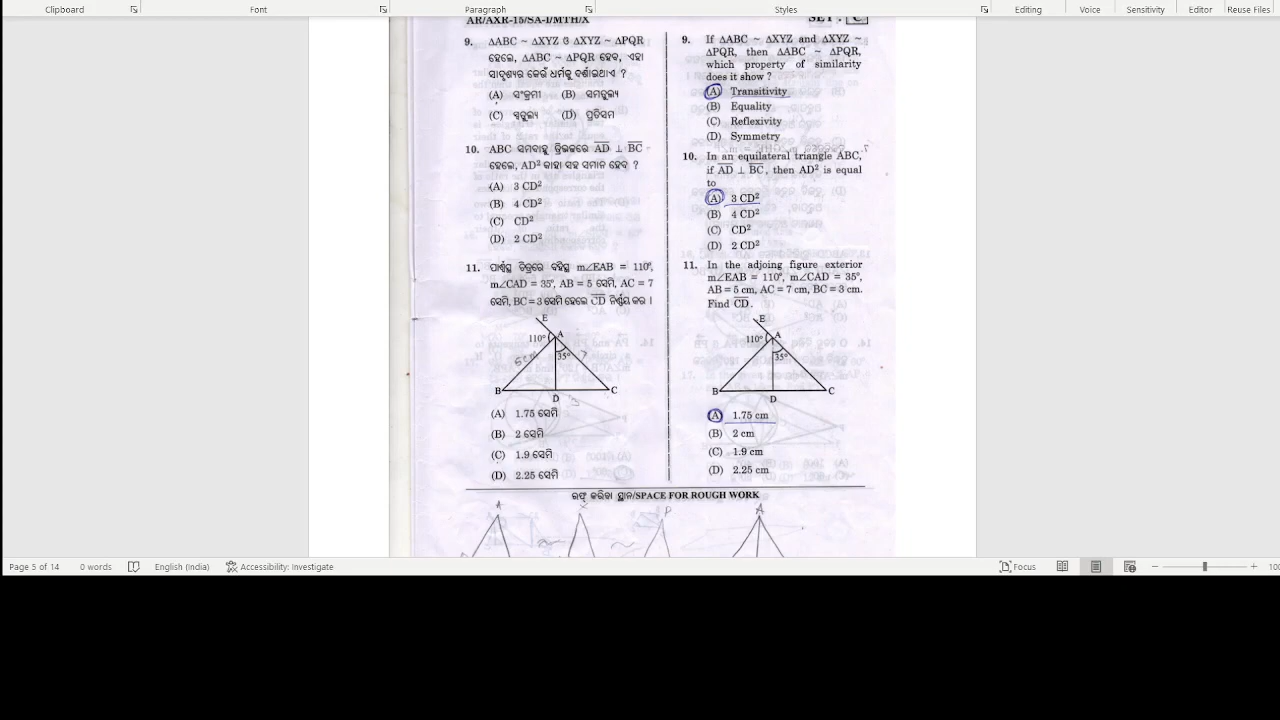 Clipboard
Font
Paragraph
Styles
Editing
Voice
Sensitivity
Editor
Reuse Files
AR/AXR-15/SA-I/MTH/X
SET : C
9. ΔABC ~ ΔXYZ ଓ ΔXYZ ~ ΔPQR
ହେଲେ, ΔABC ~ ΔPQR ହେବ, ଏହା
ସାଦୃଶ୍ୟର କେଉଁ ଧର୍ମକୁ ଦର୍ଶାଇଥାଏ ?
(A) ସଂକ୍ରମୀ (B) ସମତୁଲ୍ୟ
(C) ସ୍ୱତୁଲ୍ୟ (D) ପ୍ରତିସମ
10. ABC ସମବାହୁ ତ୍ରିଭୁଜରେ AD ⊥ BC
ହେଲେ, AD² କାହା ସହ ସମାନ ହେବ ?
(A) 3 CD²
(B) 4 CD²
(C) CD²
(D) 2 CD²
11. ପାର୍ଶ୍ୱସ୍ଥ ଚିତ୍ରରେ ବହିସ୍ଥ m∠EAB = 110°,
m∠CAD = 35°, AB = 5 ସେମି, AC = 7
ସେମି, BC = 3 ସେମି ହେଲେ CD ନିର୍ଣ୍ଣୟ କର ।
E
A
110°
35°
7
B
D
C
3
(A) 1.75 ସେମି
(B) 2 ସେମି
(C) 1.9 ସେମି
(D) 2.25 ସେମି
9. If ΔABC ~ ΔXYZ and ΔXYZ ~
ΔPQR, then ΔABC ~ ΔPQR,
which property of similarity
does it show ?
(A) Transitivity
(B) Equality
(C) Reflexivity
(D) Symmetry
10. In an equilateral triangle ABC,
if AD ⊥ BC, then AD² is equal
to
(A) 3 CD²
(B) 4 CD²
(C) CD²
(D) 2 CD²
11. In the adjoing figure exterior
m∠EAB = 110°, m∠CAD = 35°,
AB = 5 cm, AC = 7 cm, BC = 3 cm.
Find CD.
E
A
110°
35°
B
D
C
(A) 1.75 cm
(B) 2 cm
(C) 1.9 cm
(D) 2.25 cm
ରଫ୍ କରିବା ସ୍ଥାନ/SPACE FOR ROUGH WORK
A
X
P
A
Page 5 of 14
0 words
English (India)
Accessibility: Investigate
Focus
100